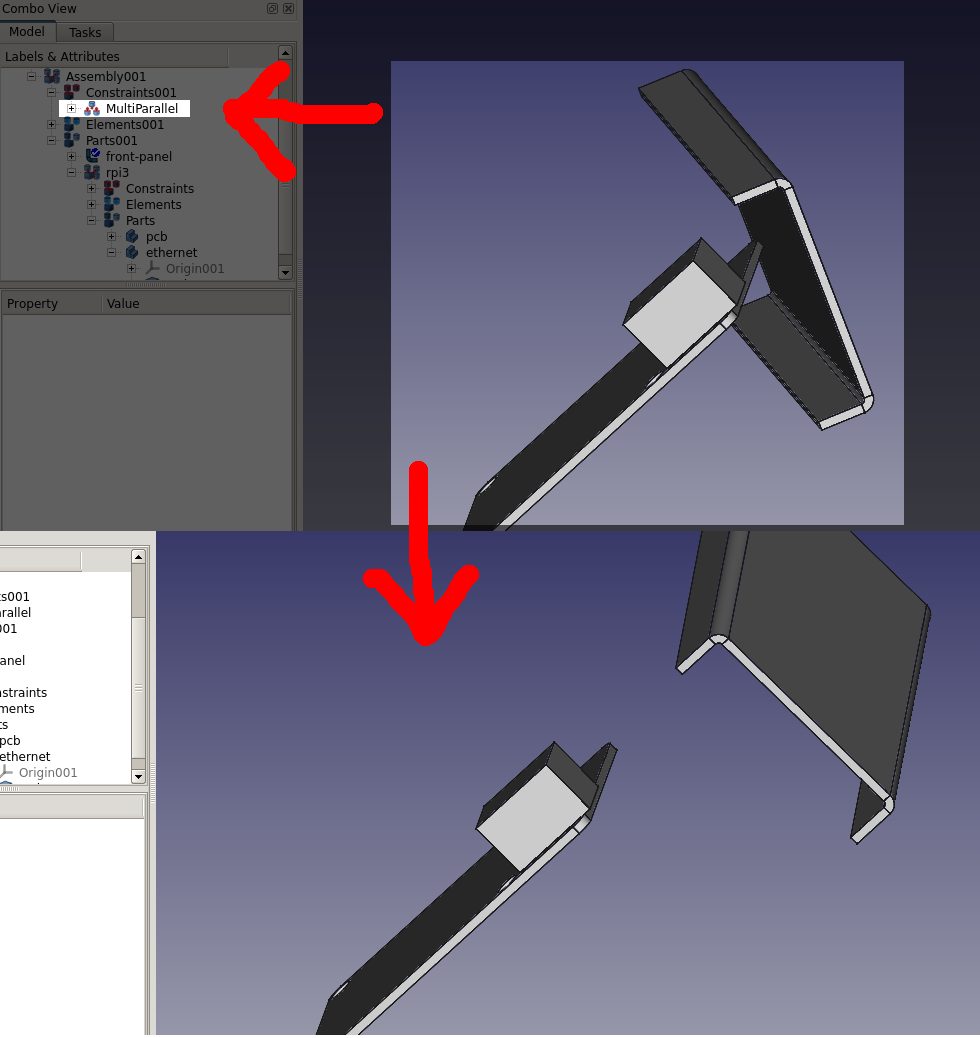 Combo View
Model
Tasks
Labels & Attributes
Assembly001
Constraints001
MultiParallel
Elements001
Parts001
front-panel
rpi3
Constraints
Elements
Parts
pcb
ethernet
Origin001
Property Value
ts001
arallel
001
anel
nstraints
ments
ts
pcb
ethernet
Origin001